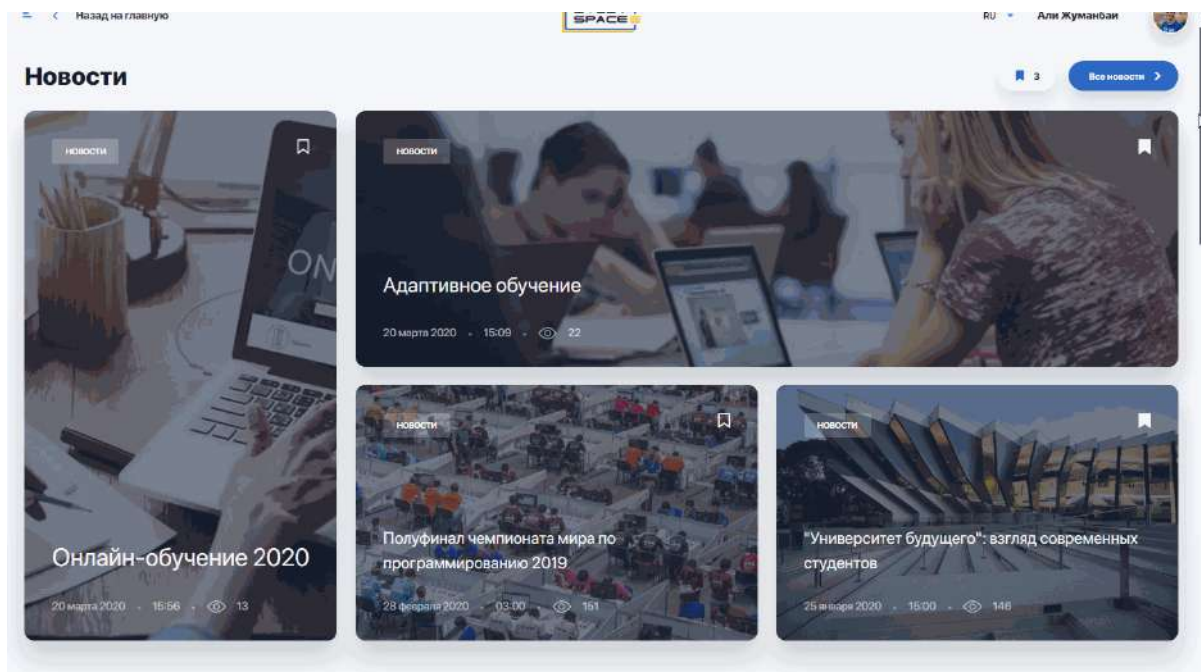 Назад на главную
SPACE
RU
Али Жуманбай
Новости
3
Все новости
НОВОСТИ
ON
Онлайн-обучение 2020
20 марта 2020 • 15:56 • 13
НОВОСТИ
Адаптивное обучение
20 марта 2020 • 15:09 • 22
НОВОСТИ
Полуфинал чемпионата мира по
программированию 2019
28 февраля 2020 • 03:00 • 151
НОВОСТИ
"Университет будущего": взгляд современных
студентов
25 января 2020 • 15:00 • 146